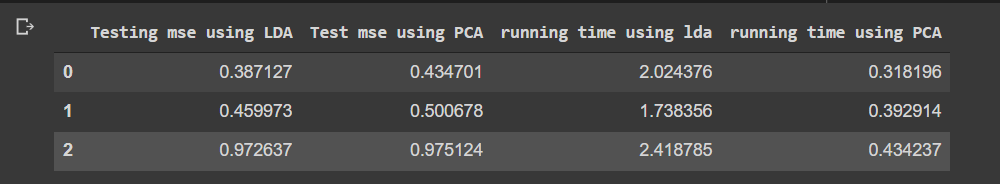 Testing mse using LDA Test mse using PCA running time using lda running time using PCA
0 0.387127 0.434701 2.024376 0.318196
1 0.459973 0.500678 1.738356 0.392914
2 0.972637 0.975124 2.418785 0.434237